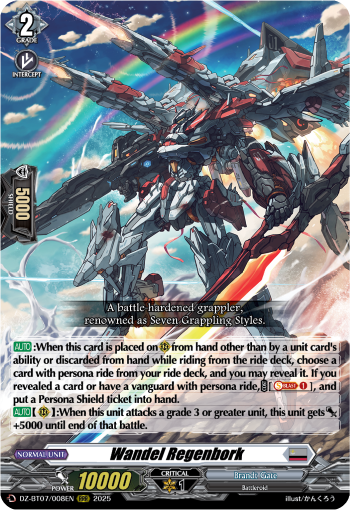 2
GRADE
INTERCEPT
5000
SHIELD
A battle hardened grappler,
renowned as Seven Grappling Styles.
AUTO:When this card is placed on from hand other than by a unit card's
ability or discarded from hand while riding from the ride deck, choose a
card with persona ride from your ride deck, and you may reveal it. If you
revealed a card or have a vanguard with persona ride, [ BLAST 1 ], and
put a Persona Shield ticket into hand.
AUTO【 】:When this unit attacks a grade 3 or greater unit, this unit gets
+5000 until end of that battle.
Wandel Regenbork
NORMAL UNIT
POWER 10000
CRITICAL
1
Brandt Gate
Battleroid
DZ-BT07/008EN RRR 2025
illust/かんくろう